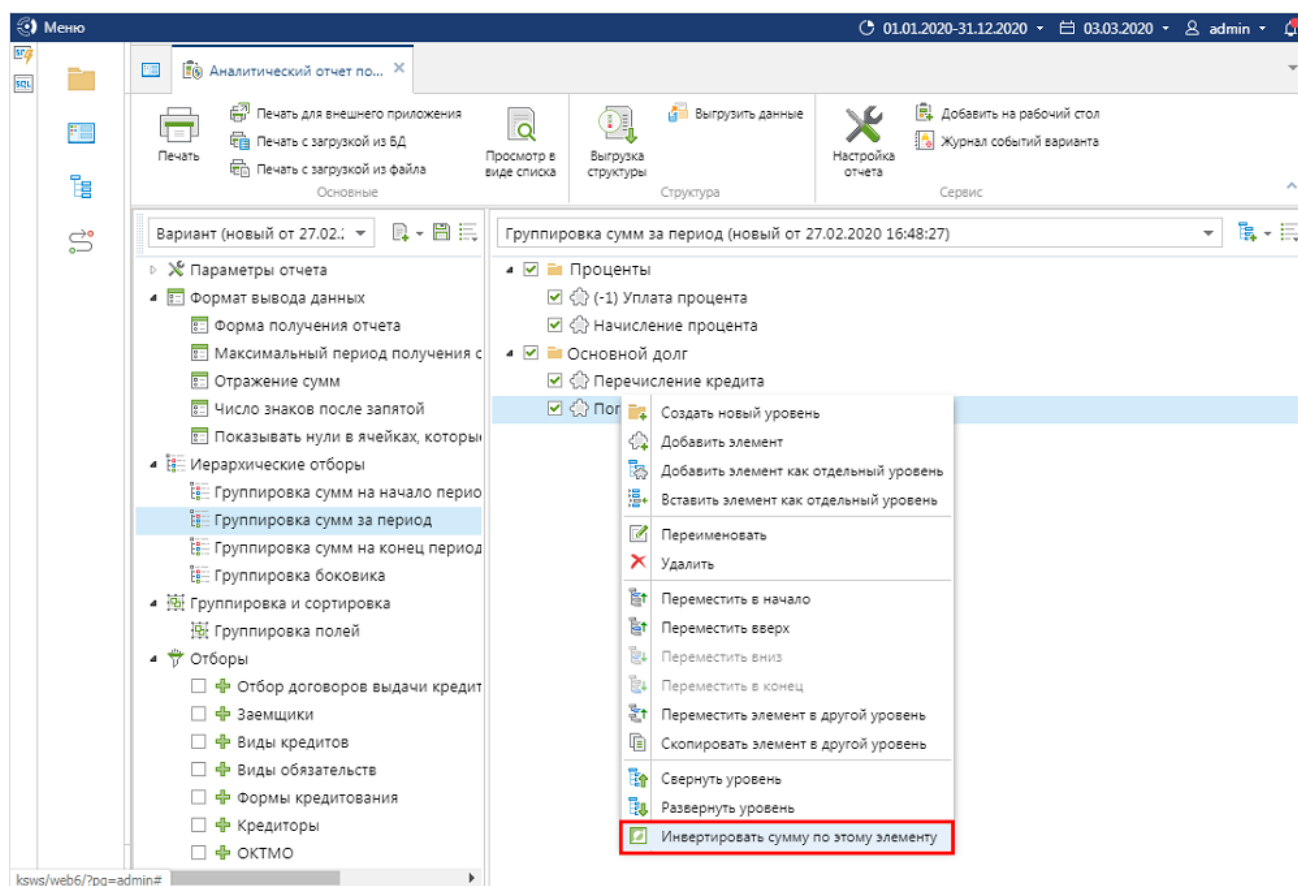 Меню
01.01.2020-31.12.2020
03.03.2020
admin
SQL
Аналитический отчет по...
Печать
Печать для внешнего приложения
Печать с загрузкой из БД
Печать с загрузкой из файла
Основные
Просмотр в
виде списка
Выгрузка
структуры
Выгрузить данные
Структура
Настройка
отчета
Добавить на рабочий стол
Журнал событий варианта
Сервис
Вариант (новый от 27.02.:
Параметры отчета
Формат вывода данных
Форма получения отчета
Максимальный период получения с
Отражение сумм
Число знаков после запятой
Показывать нули в ячейках, которы
Иерархические отборы
Группировка сумм на начало перио
Группировка сумм за период
Группировка сумм на конец период
Группировка боковика
Группировка и сортировка
Группировка полей
Отборы
Отбор договоров выдачи кредит
Заемщики
Виды кредитов
Виды обязательств
Формы кредитования
Кредиторы
ОКТМО
ksws/web6/?pg=admin#
Группировка сумм за период (новый от 27.02.2020 16:48:27)
Проценты
(-1) Уплата процента
Начисление процента
Основной долг
Перечисление кредита
Пог
Создать новый уровень
Добавить элемент
Добавить элемент как отдельный уровень
Вставить элемент как отдельный уровень
Переименовать
Удалить
Переместить в начало
Переместить вверх
Переместить вниз
Переместить в конец
Переместить элемент в другой уровень
Скопировать элемент в другой уровень
Свернуть уровень
Развернуть уровень
Инвертировать сумму по этому элементу